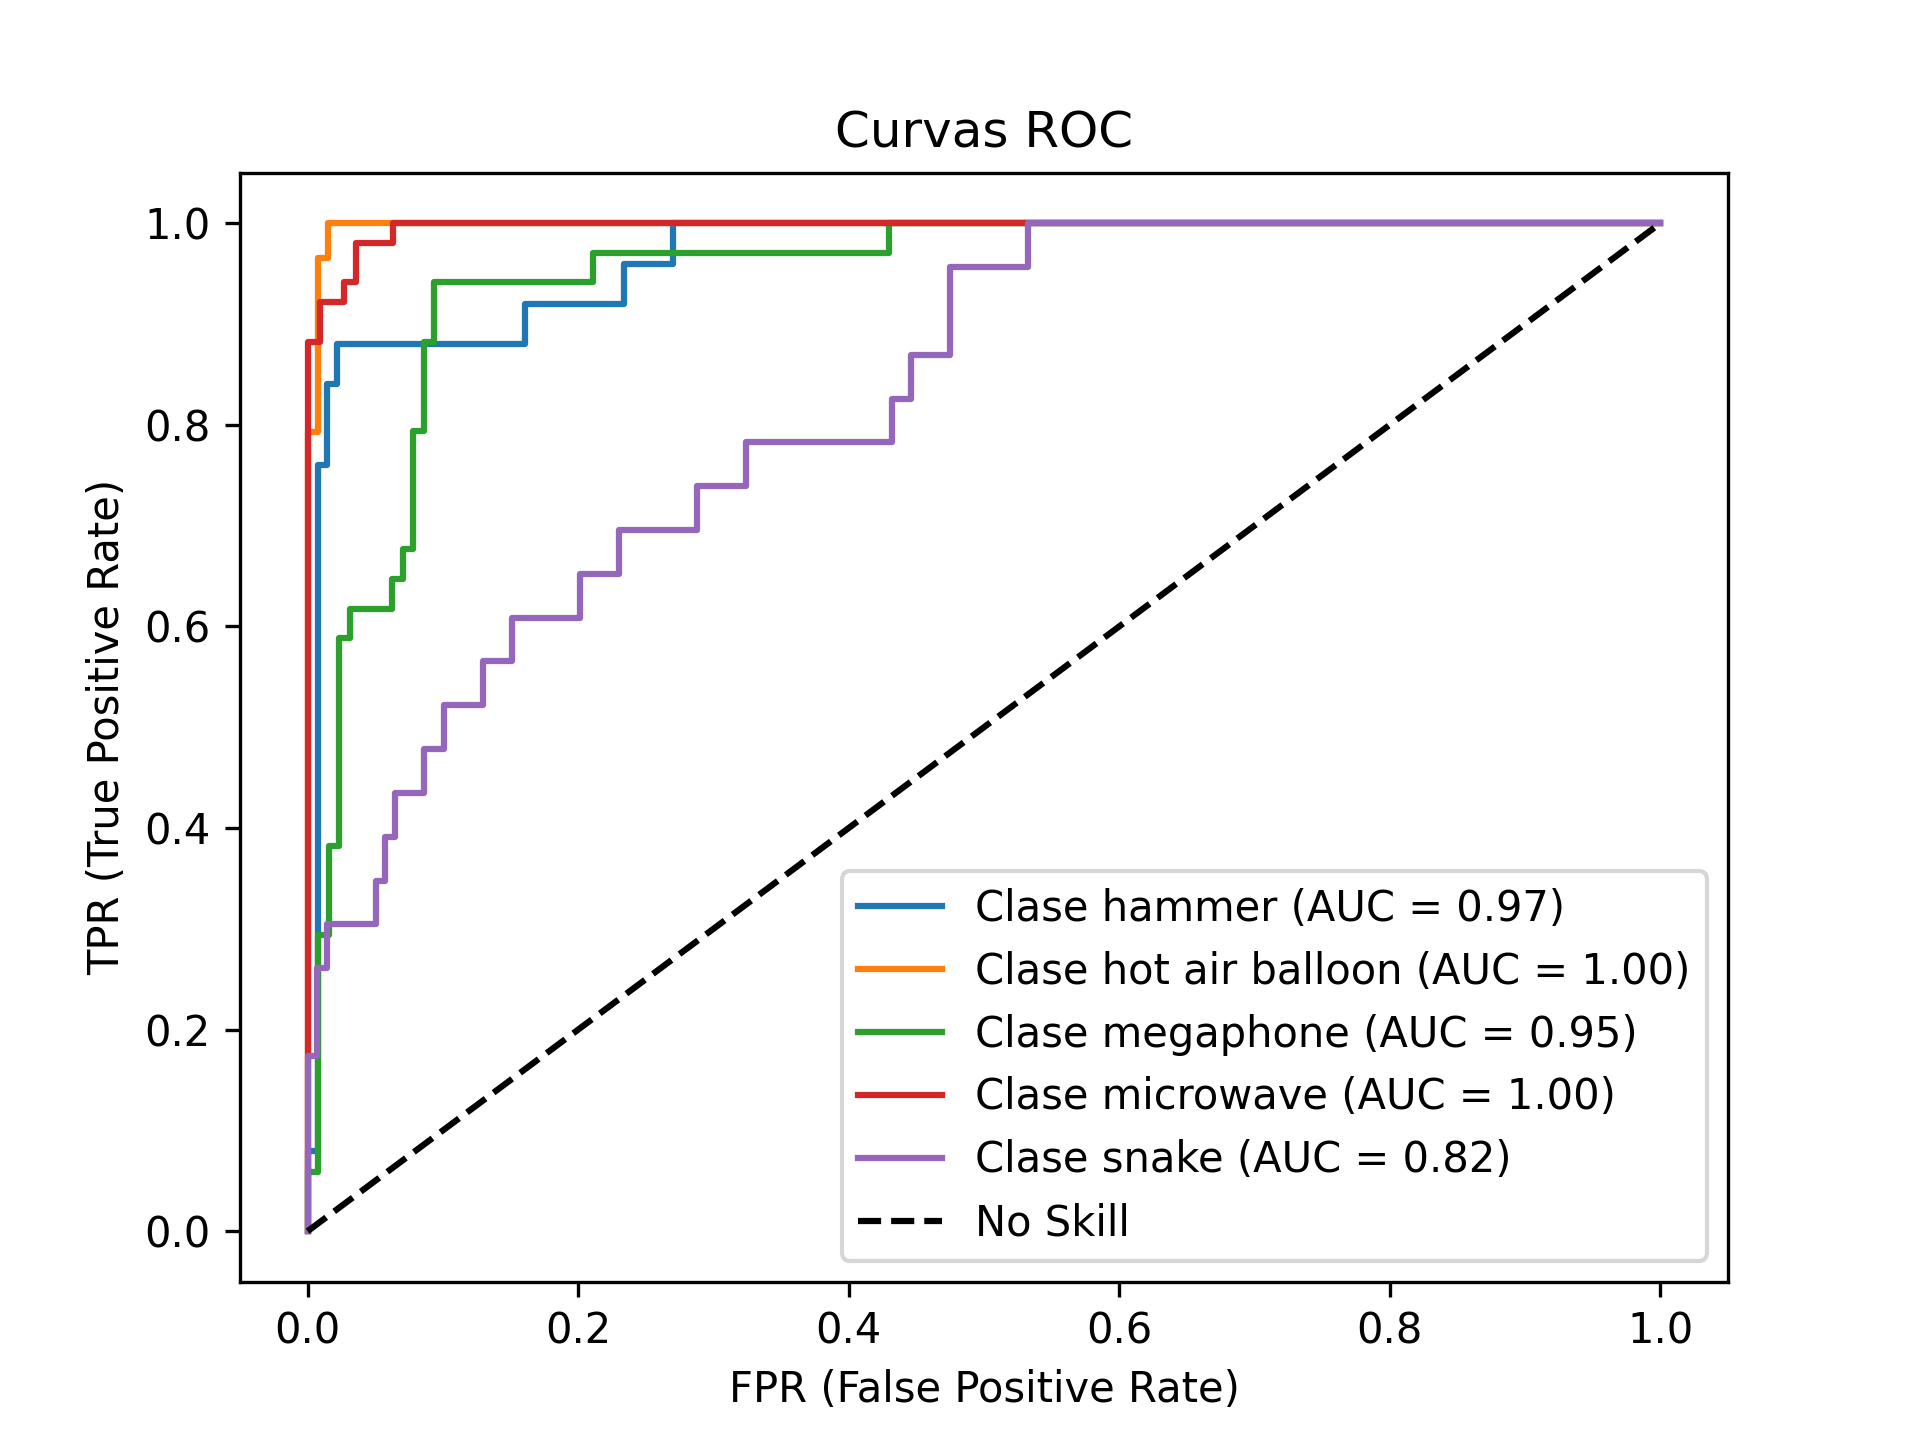 Curvas ROC
TPR (True Positive Rate)
1.0
0.8
0.6
0.4
0.2
0.0
Clase hammer (AUC = 0.97)
Clase hot air balloon (AUC = 1.00)
Clase megaphone (AUC = 0.95)
Clase microwave (AUC = 1.00)
Clase snake (AUC = 0.82)
No Skill
0.0 0.2 0.4 0.6 0.8 1.0
FPR (False Positive Rate)